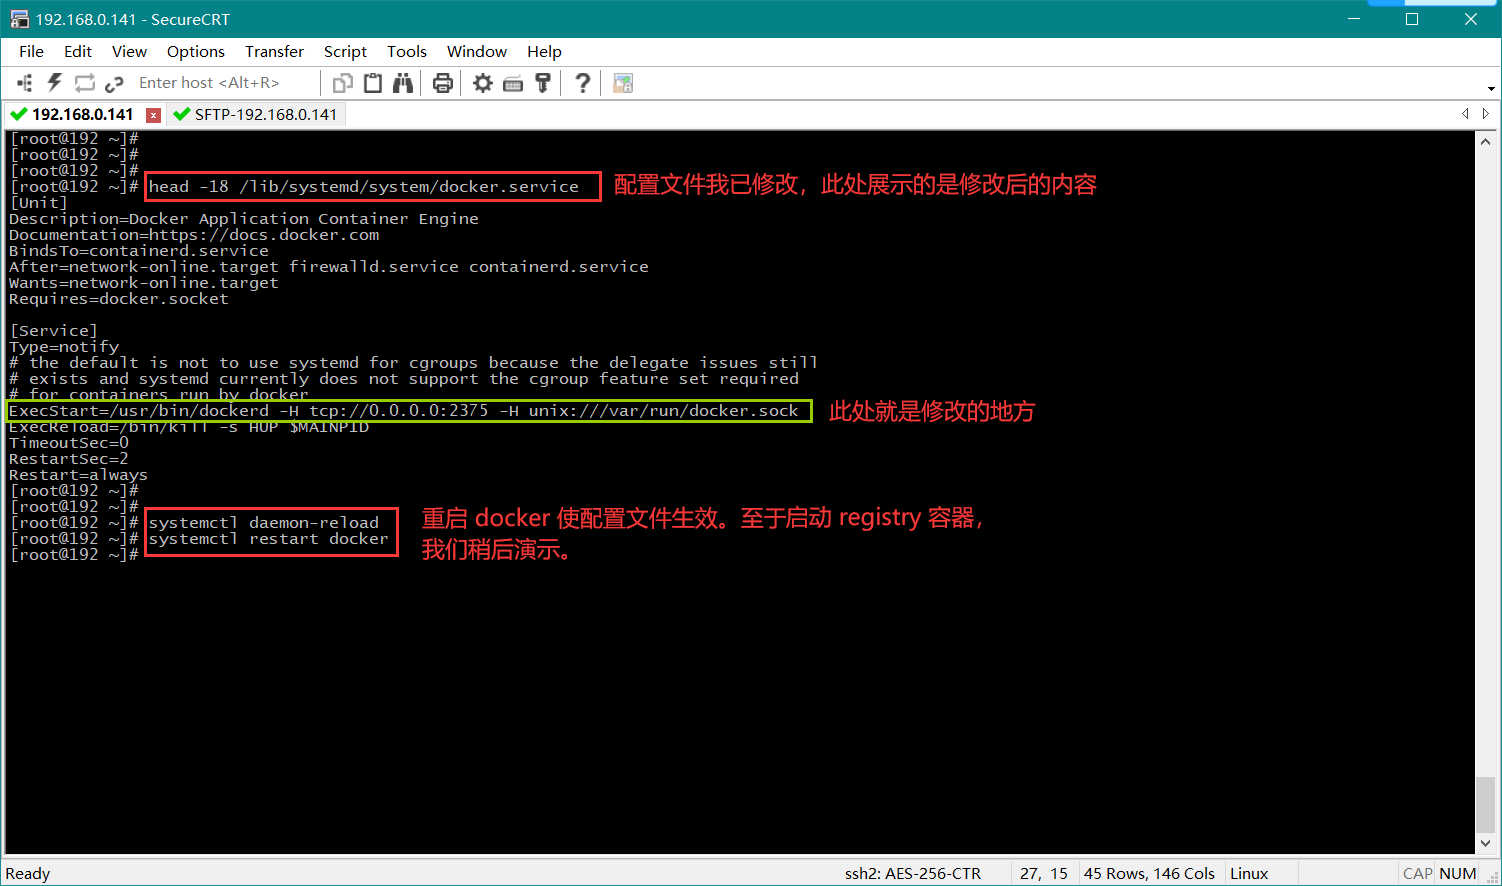 192.168.0.141 - SecureCRT
File Edit View Options Transfer Script Tools Window Help
Enter host <Alt+R>
192.168.0.141 SFTP-192.168.0.141
[root@192 ~]#
[root@192 ~]#
[root@192 ~]#
[root@192 ~]# head -18 /lib/systemd/system/docker.service 配置文件我已修改，此处展示的是修改后的内容
[Unit]
Description=Docker Application Container Engine
Documentation=https://docs.docker.com
BindsTo=containerd.service
After=network-online.target firewalld.service containerd.service
Wants=network-online.target
Requires=docker.socket
[Service]
Type=notify
# the default is not to use systemd for cgroups because the delegate issues still
# exists and systemd currently does not support the cgroup feature set required
# for containers run by docker
ExecStart=/usr/bin/dockerd -H tcp://0.0.0.0:2375 -H unix:///var/run/docker.sock 此处就是修改的地方
ExecReload=/bin/kill -s HUP $MAINPID
TimeoutSec=0
RestartSec=2
Restart=always
[root@192 ~]#
[root@192 ~]#
[root@192 ~]# systemctl daemon-reload 重启 docker 使配置文件生效。至于启动 registry 容器，
[root@192 ~]# systemctl restart docker 我们稍后演示。
[root@192 ~]#
Ready ssh2: AES-256-CTR 27, 15 45 Rows, 146 Cols Linux CAP NUM